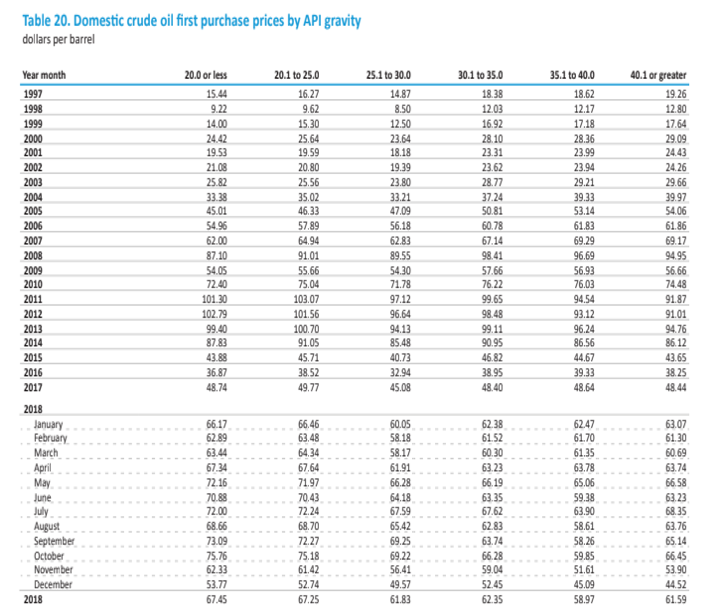 Table 20. Domestic crude oil first purchase prices by API gravity
dollars per barrel
Year month 20.0 or less 20.1 to 25.0 25.1 to 30.0 30.1 to 35.0 35.1 to 40.0 40.1 or greater
1997 15.44 16.27 14.87 18.38 18.62 19.26
1998 9.22 9.62 8.50 12.03 12.17 12.80
1999 14.00 15.30 12.50 16.92 17.18 17.64
2000 24.42 25.64 23.64 28.10 28.36 29.09
2001 19.53 19.59 18.18 23.31 23.99 24.43
2002 21.08 20.80 19.39 23.62 23.94 24.26
2003 25.82 25.56 23.80 28.77 29.21 29.66
2004 33.38 35.02 33.21 37.24 39.33 39.97
2005 45.01 46.33 47.09 50.81 53.14 54.06
2006 54.96 57.89 56.18 60.78 61.83 61.86
2007 62.00 64.94 62.83 67.14 69.29 69.17
2008 87.10 91.01 89.55 98.41 96.69 94.95
2009 54.05 55.66 54.30 57.66 56.93 56.66
2010 72.40 75.04 71.78 76.22 76.03 74.48
2011 101.30 103.07 97.12 99.65 94.54 91.87
2012 102.79 101.56 96.64 98.48 93.12 91.01
2013 99.40 100.70 94.13 99.11 96.24 94.76
2014 87.83 91.05 85.48 90.95 86.56 86.12
2015 43.88 45.71 40.73 46.82 44.67 43.65
2016 36.87 38.52 32.94 38.95 39.33 38.25
2017 48.74 49.77 45.08 48.40 48.64 48.44
2018
January 66.17 66.46 60.05 62.38 62.47 63.07
February 62.89 63.48 58.18 61.52 61.70 61.30
March 63.44 64.34 58.17 60.30 61.35 60.69
April 67.34 67.64 61.91 63.23 63.78 63.74
May 72.16 71.97 66.28 66.19 65.06 66.58
June 70.88 70.43 64.18 63.35 59.38 63.23
July 72.00 72.24 67.59 67.62 63.90 68.35
August 68.66 68.70 65.42 62.83 58.61 63.76
September 73.09 72.27 69.25 63.74 58.26 65.14
October 75.76 75.18 69.22 66.28 59.85 66.45
November 62.33 61.42 56.41 59.04 51.61 53.90
December 53.77 52.74 49.57 52.45 45.09 44.52
2018 67.45 67.25 61.83 62.35 58.97 61.59